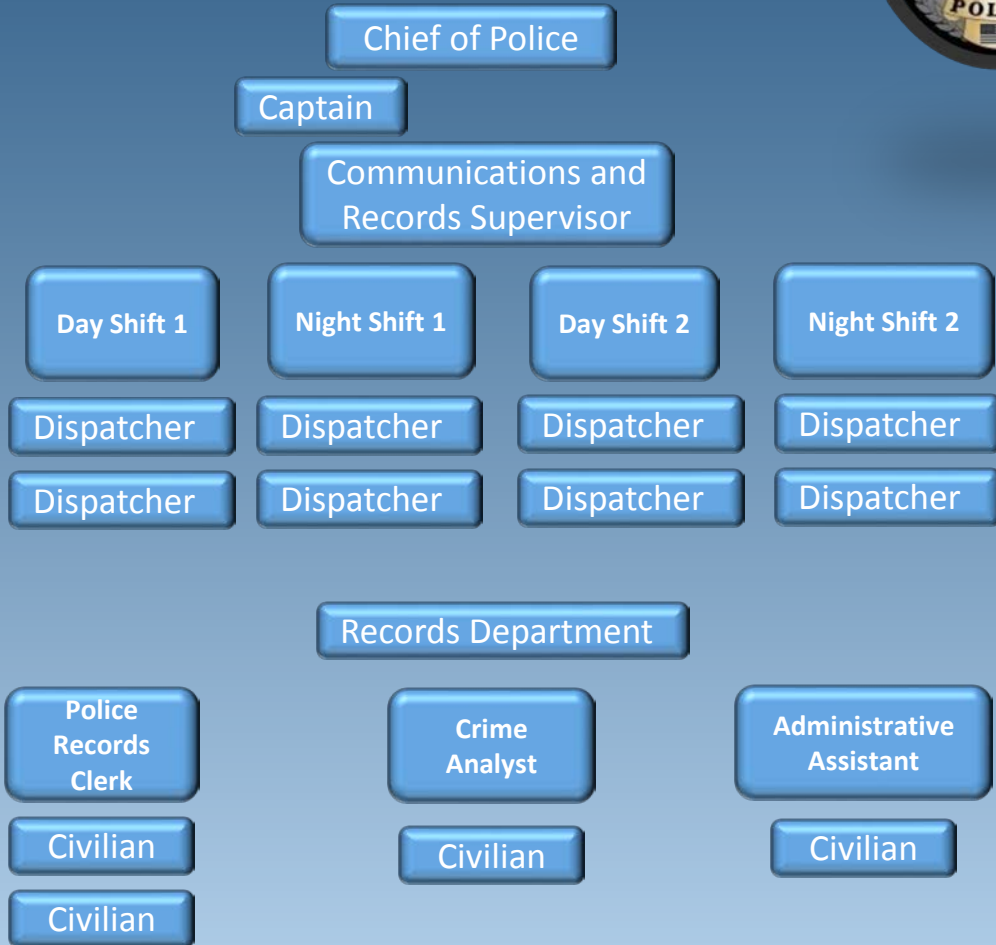 POL
Chief of Police
Captain
Communications and
Records Supervisor
Day Shift 1 Night Shift 1 Day Shift 2 Night Shift 2
Dispatcher Dispatcher Dispatcher Dispatcher
Dispatcher Dispatcher Dispatcher Dispatcher
Records Department
Police
Records
Clerk
Crime
Analyst
Administrative
Assistant
Civilian Civilian Civilian
Civilian